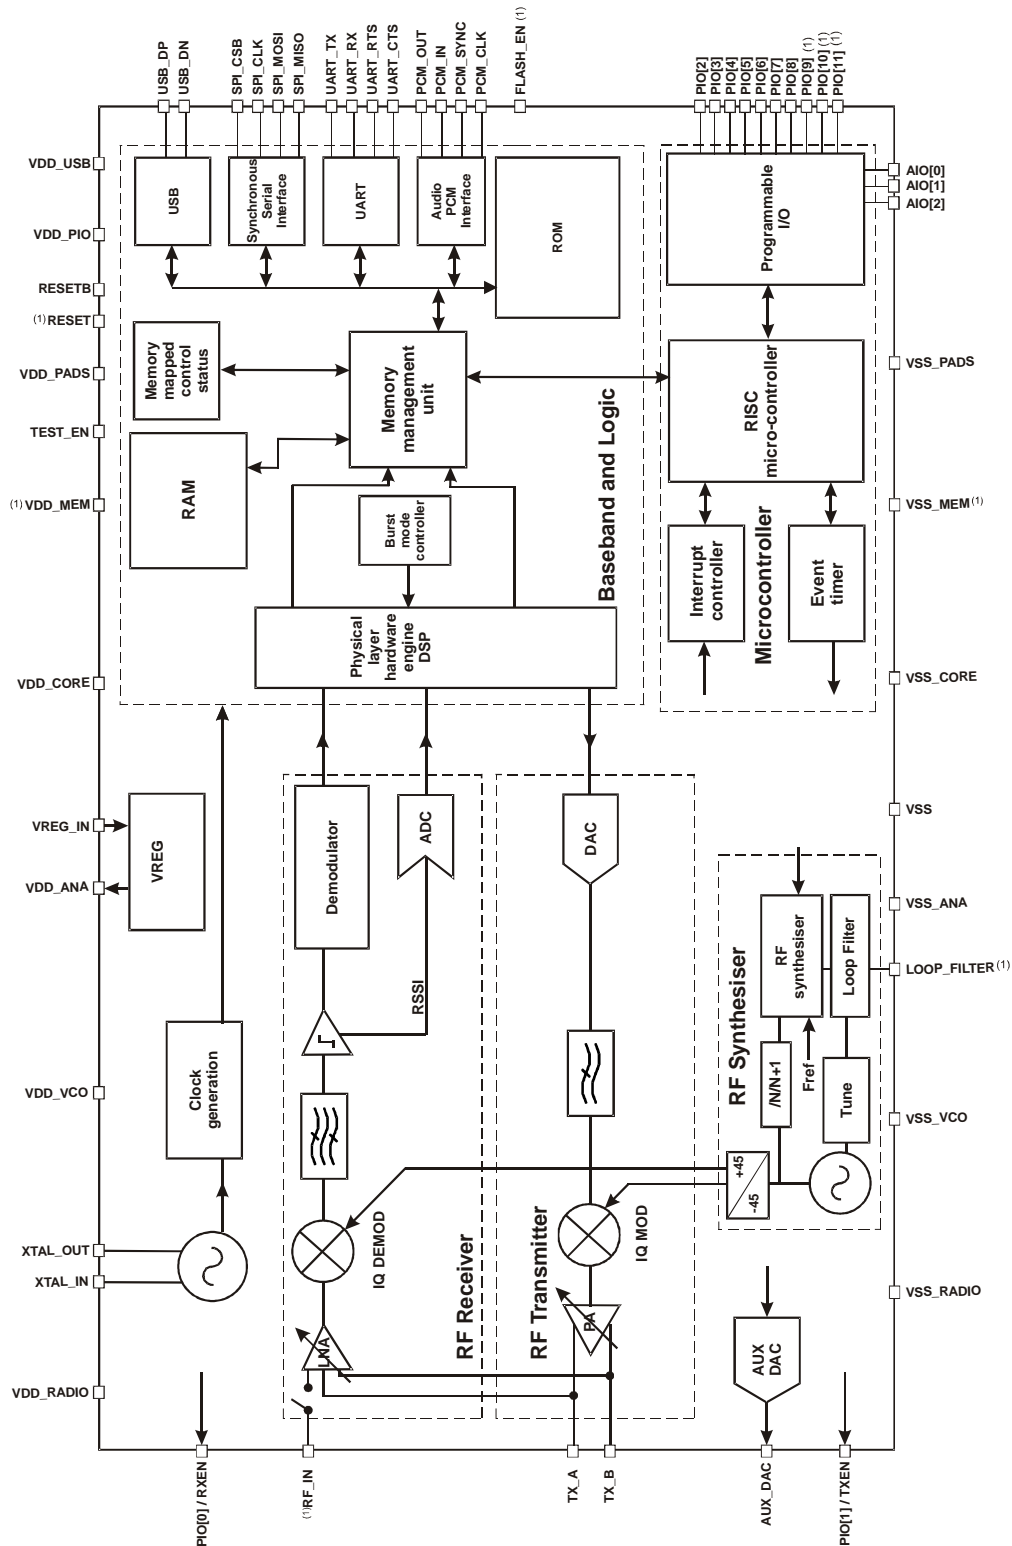 USB_DP
USB_DN
SPI_CSB
SPI_CLK
SPI_MOSI
SPI_MISO
UART_TX
UART_RX
UART_RTS
UART_CTS
PCM_OUT
PCM_IN
PCM_SYNC
PCM_CLK
FLASH_EN (1)
PIO[2]
PIO[3]
PIO[4]
PIO[5]
PIO[6]
PIO[7]
PIO[8]
PIO[9] (1)
PIO[10] (1)
PIO[11] (1)
VDD_USB
VDD_PIO
RESETB
(1) RESET
VDD_PADS
TEST_EN
(1) VDD_MEM
VDD_CORE
VREG_IN
VDD_ANA
VDD_VCO
XTAL_OUT
XTAL_IN
VDD_RADIO
AIO[0]
AIO[1]
AIO[2]
VSS_PADS
VSS_MEM (1)
VSS_CORE
VSS
VSS_ANA
LOOP_FILTER (1)
VSS_VCO
VSS_RADIO
USB
Synchronous
Serial
Interface
UART
Audio
PCM
Interface
ROM
Programmable
I/O
Memory
mapped
control
status
Memory
management
unit
RISC
micro-controller
RAM
Burst
mode
controller
Baseband and Logic
Interrupt
controller
Microcontroller
Event
timer
Physical
layer
hardware
engine
DSP
VREG
Demodulator
ADC
DAC
RSSI
Clock
generation
RF Synthesiser
RF
synthesiser
Loop Filter
/N/N+1
Fref
Tune
+45
-45
IQ DEMOD
RF Receiver
LNA
RF Transmitter
IQ MOD
PA
AUX
DAC
PIO[0] / RXEN
(1)RF_IN
TX_A
TX_B
AUX_DAC
PIO[1] / TXEN